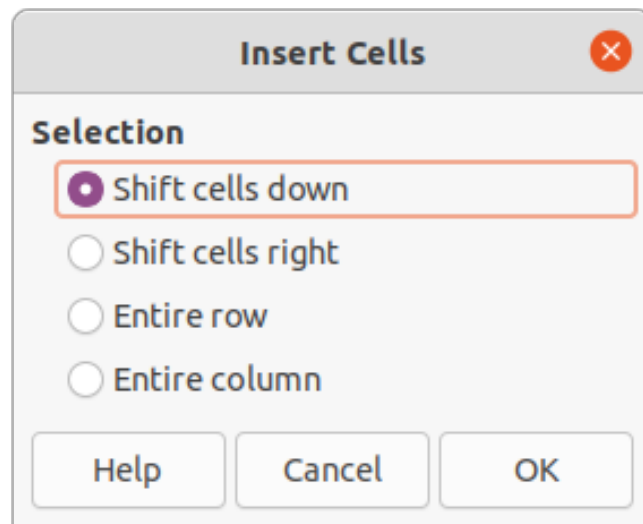 Insert Cells
Selection
Shift cells down
Shift cells right
Entire row
Entire column
Help Cancel OK